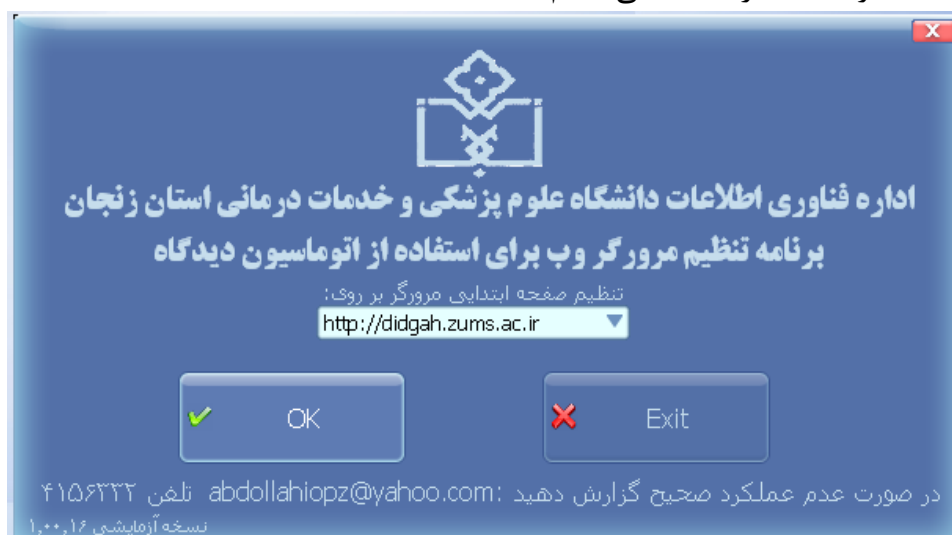 X
اداره فناوری اطلاعات دانشگاه علوم پزشکی و خدمات درمانی استان زنجان
برنامه تنظیم مرورگر وب برای استفاده از اتوماسیون دیدگاه
تنظیم صفحه ابتدایی مرورگر بر روی:
http://didgah.zums.ac.ir
OK
Exit
در صورت عدم عملکرد صحیح گزارش دهید :abdollahiopz@yahoo.com تلفن ۴۱۵۶۳۳۲
نسخه آزمایشی ۱,۰۰,۱۶